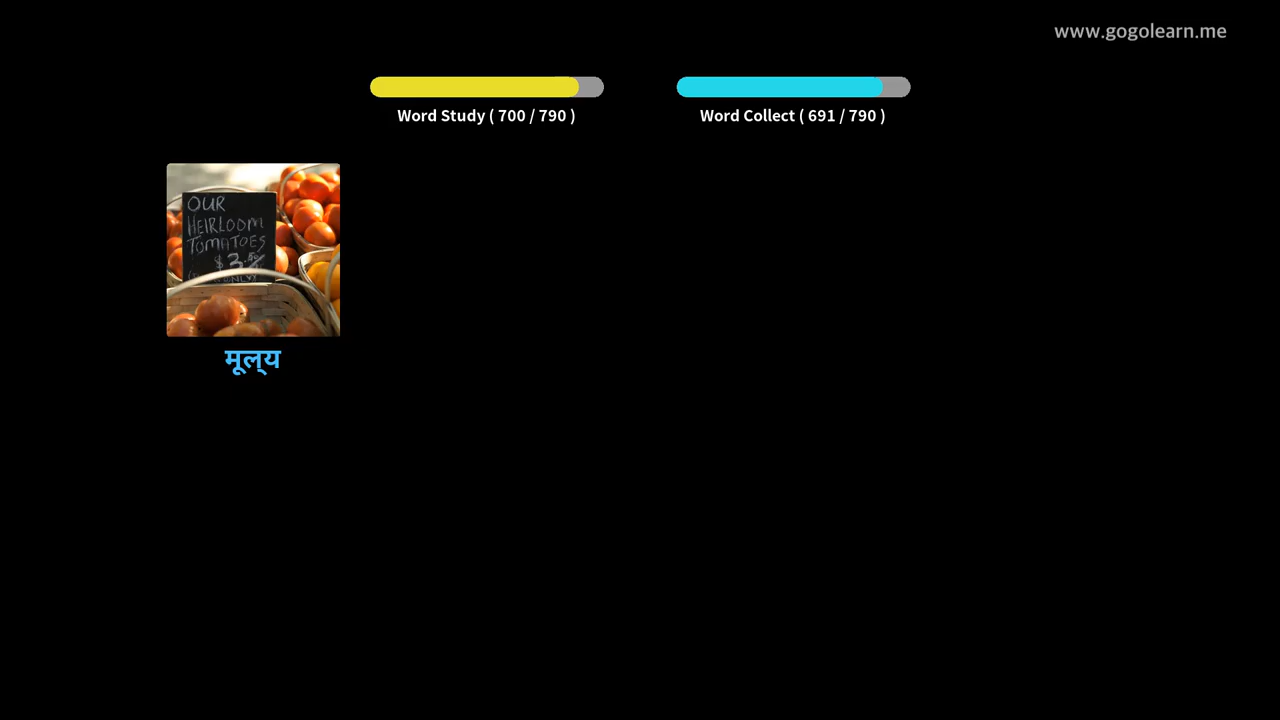 www.gogolearn.me
Word Study ( 700 / 790 )
Word Collect ( 691 / 790 )
OUR
HEIRLOOM
TOMATOES
मूल्य